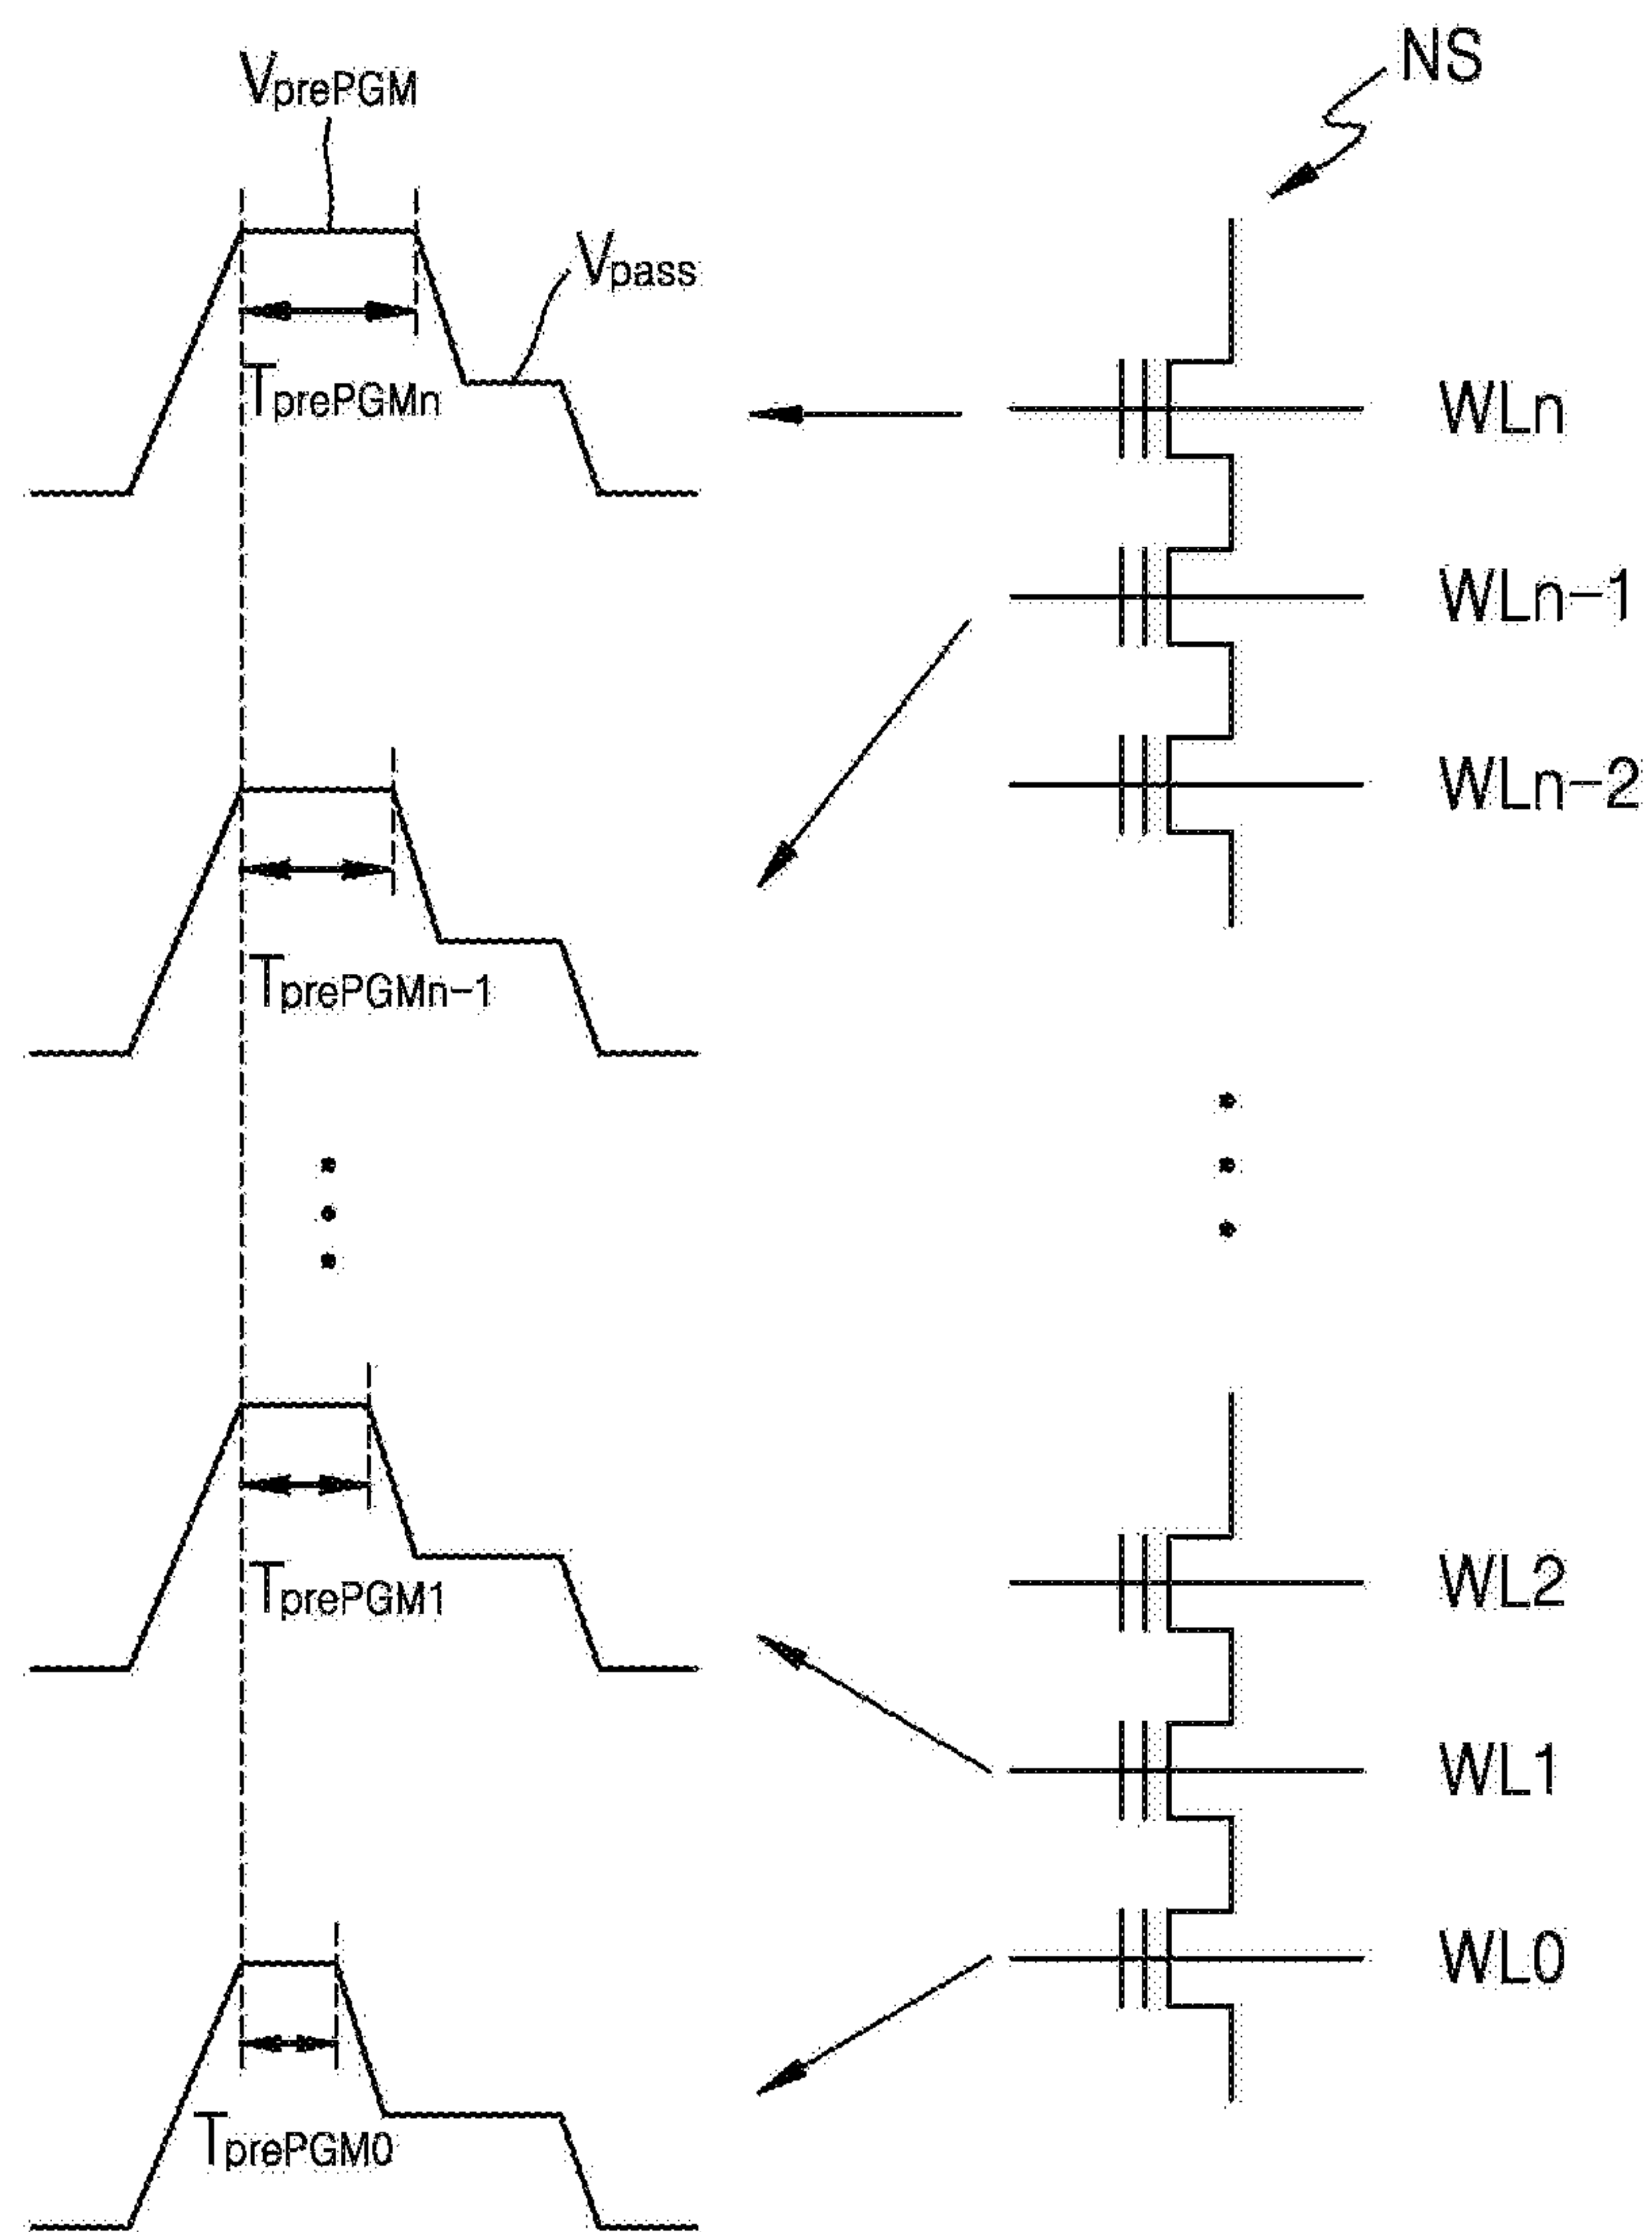 VprePGM
NS
Vpass
TprePGMn
WLn
WLn-1
WLn-2
TprePGMn-1
TprePGM1
WL2
WL1
WL0
TprePGM0